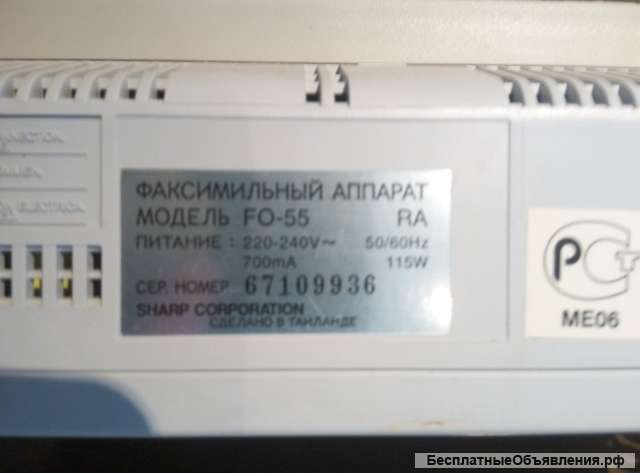 ФАКСИМИЛЬНЫЙ АППАРАТ
МОДЕЛЬ FO-55 RA
ПИТАНИЕ : 220-240V~ 50/60Hz
700mA 115W
СЕР. НОМЕР 67109936
SHARP CORPORATION
СДЕЛАНО В ТАИЛАНДЕ
РСТ
ME06
БесплатныеОбъявления.рф